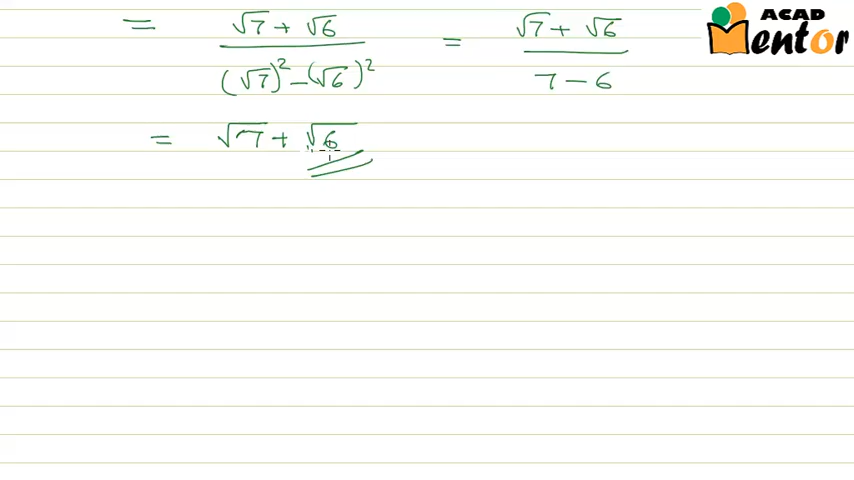 = √7 + √6 / (√7)² - (√6)² = √7 + √6 / 7 - 6
= √7 + √6
ACAD
Mentor